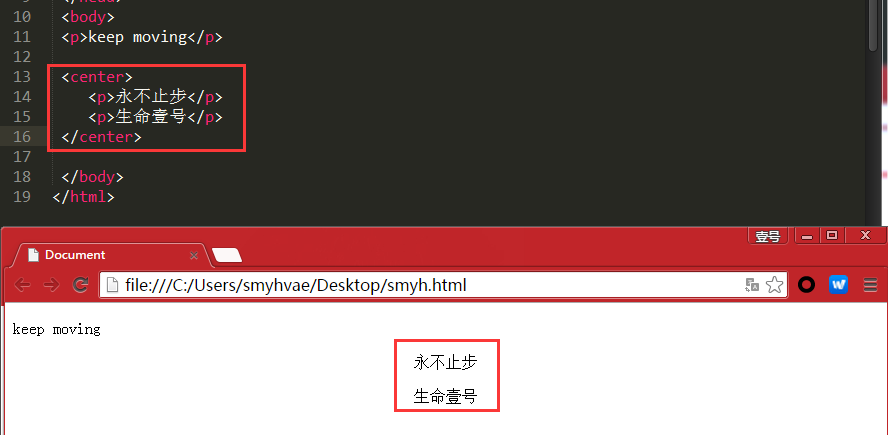 9 </head>
10 <body>
11 <p>keep moving</p>
12
13 <center>
14 <p>永不止步</p>
15 <p>生命壹号</p>
16 </center>
17
18 </body>
19 </html>
壹号
Document
file:///C:/Users/smyhvae/Desktop/smyh.html
W
keep moving
永不止步
生命壹号